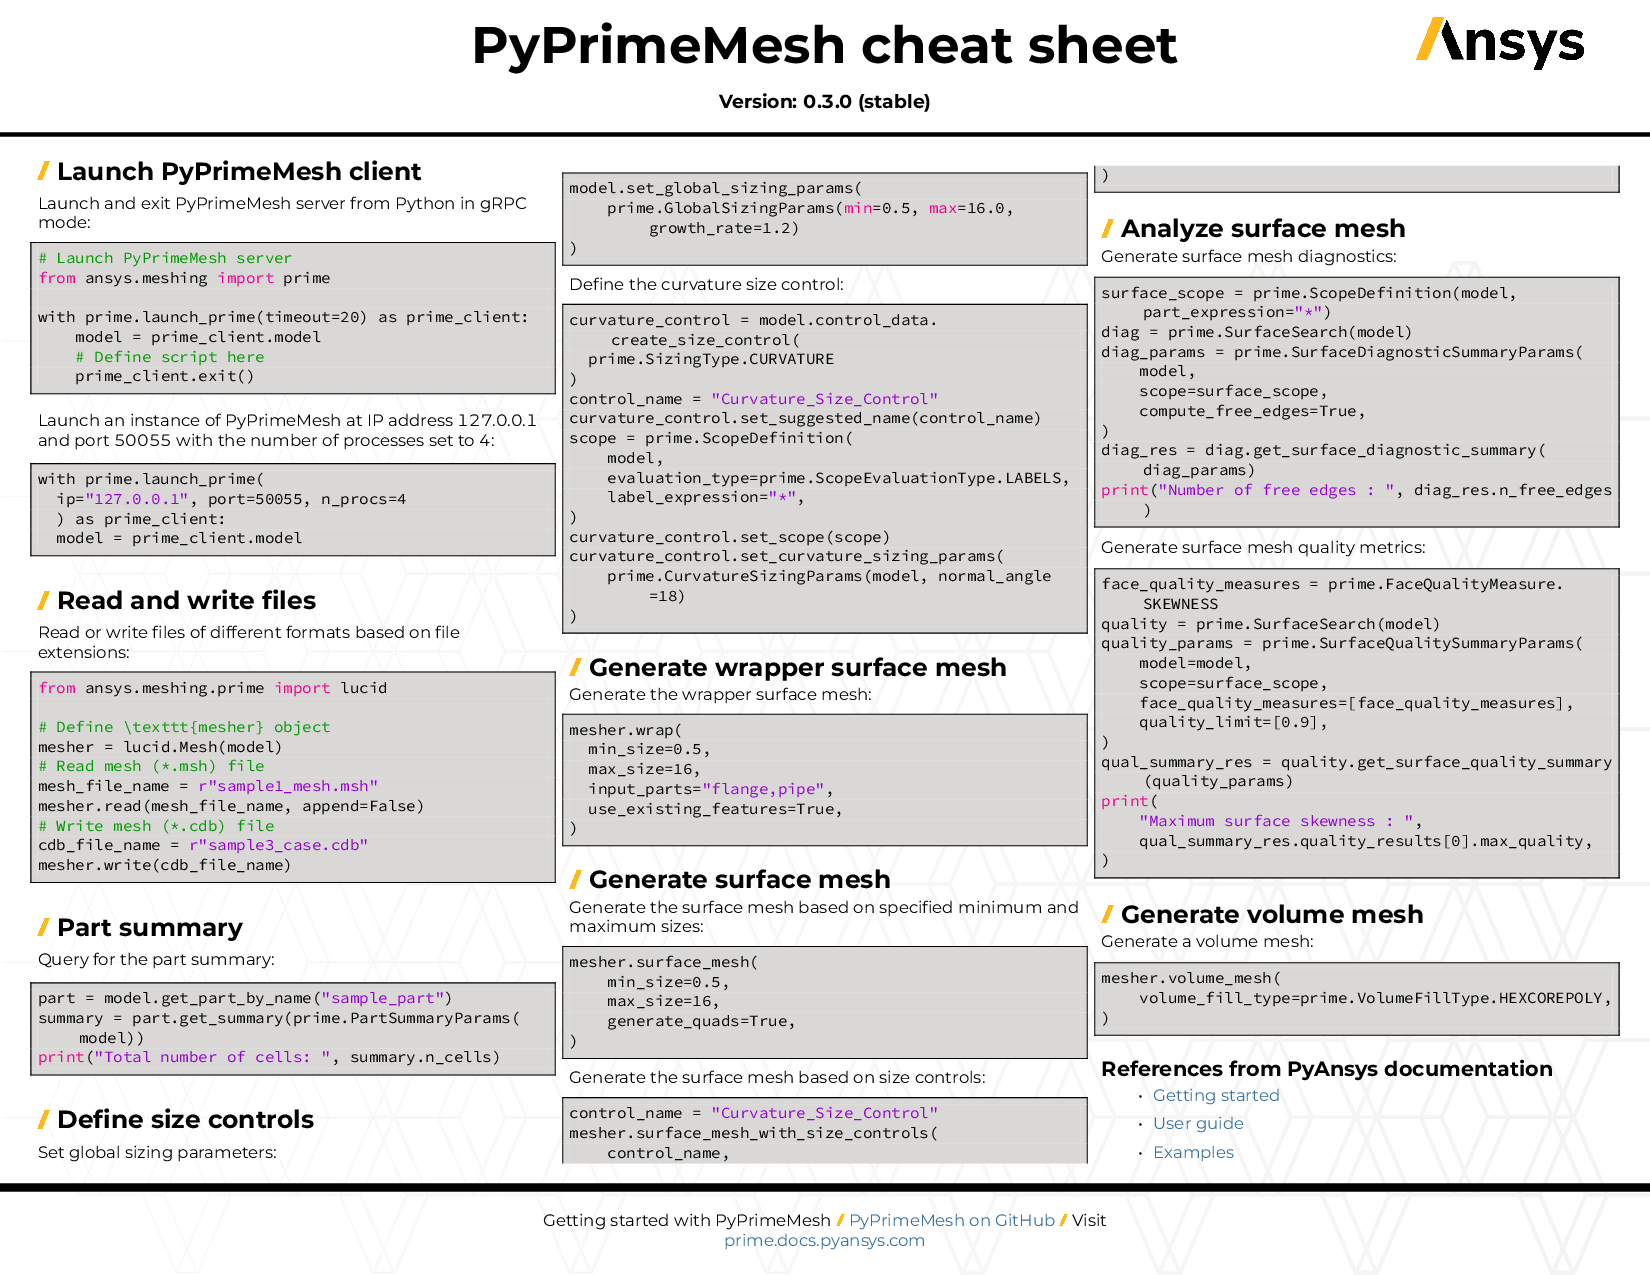 PyPrimeMesh cheat sheet
Ansys
Version: 0.3.0 (stable)
/ Launch PyPrimeMesh client
Launch and exit PyPrimeMesh server from Python in gRPC
mode:
# Launch PyPrimeMesh server
from ansys.meshing import prime

with prime.launch_prime(timeout=20) as prime_client:
    model = prime_client.model
    # Define script here
    prime_client.exit()
Launch an instance of PyPrimeMesh at IP address 127.0.0.1
and port 50055 with the number of processes set to 4:
with prime.launch_prime(
  ip="127.0.0.1", port=50055, n_procs=4
  ) as prime_client:
  model = prime_client.model
/ Read and write files
Read or write files of different formats based on file
extensions:
from ansys.meshing.prime import lucid

# Define \texttt{mesher} object
mesher = lucid.Mesh(model)
# Read mesh (*.msh) file
mesh_file_name = r"sample1_mesh.msh"
mesher.read(mesh_file_name, append=False)
# Write mesh (*.cdb) file
cdb_file_name = r"sample3_case.cdb"
mesher.write(cdb_file_name)
/ Part summary
Query for the part summary:
part = model.get_part_by_name("sample_part")
summary = part.get_summary(prime.PartSummaryParams(
    model))
print("Total number of cells: ", summary.n_cells)
/ Define size controls
Set global sizing parameters:
model.set_global_sizing_params(
    prime.GlobalSizingParams(min=0.5, max=16.0,
        growth_rate=1.2)
)
Define the curvature size control:
curvature_control = model.control_data.
    create_size_control(
  prime.SizingType.CURVATURE
)
control_name = "Curvature_Size_Control"
curvature_control.set_suggested_name(control_name)
scope = prime.ScopeDefinition(
    model,
    evaluation_type=prime.ScopeEvaluationType.LABELS,
    label_expression="*",
)
curvature_control.set_scope(scope)
curvature_control.set_curvature_sizing_params(
    prime.CurvatureSizingParams(model, normal_angle
        =18)
)
/ Generate wrapper surface mesh
Generate the wrapper surface mesh:
mesher.wrap(
  min_size=0.5,
  max_size=16,
  input_parts="flange,pipe",
  use_existing_features=True,
)
/ Generate surface mesh
Generate the surface mesh based on specified minimum and
maximum sizes:
mesher.surface_mesh(
    min_size=0.5,
    max_size=16,
    generate_quads=True,
)
Generate the surface mesh based on size controls:
control_name = "Curvature_Size_Control"
mesher.surface_mesh_with_size_controls(
    control_name,
)
/ Analyze surface mesh
Generate surface mesh diagnostics:
surface_scope = prime.ScopeDefinition(model,
    part_expression="*")
diag = prime.SurfaceSearch(model)
diag_params = prime.SurfaceDiagnosticSummaryParams(
    model,
    scope=surface_scope,
    compute_free_edges=True,
)
diag_res = diag.get_surface_diagnostic_summary(
    diag_params)
print("Number of free edges : ", diag_res.n_free_edges
    )
Generate surface mesh quality metrics:
face_quality_measures = prime.FaceQualityMeasure.
    SKEWNESS
quality = prime.SurfaceSearch(model)
quality_params = prime.SurfaceQualitySummaryParams(
    model=model,
    scope=surface_scope,
    face_quality_measures=[face_quality_measures],
    quality_limit=[0.9],
)
qual_summary_res = quality.get_surface_quality_summary
    (quality_params)
print(
    "Maximum surface skewness : ",
    qual_summary_res.quality_results[0].max_quality,
)
/ Generate volume mesh
Generate a volume mesh:
mesher.volume_mesh(
    volume_fill_type=prime.VolumeFillType.HEXCOREPOLY,
)
References from PyAnsys documentation
• Getting started
• User guide
• Examples
Getting started with PyPrimeMesh / PyPrimeMesh on GitHub / Visit
prime.docs.pyansys.com